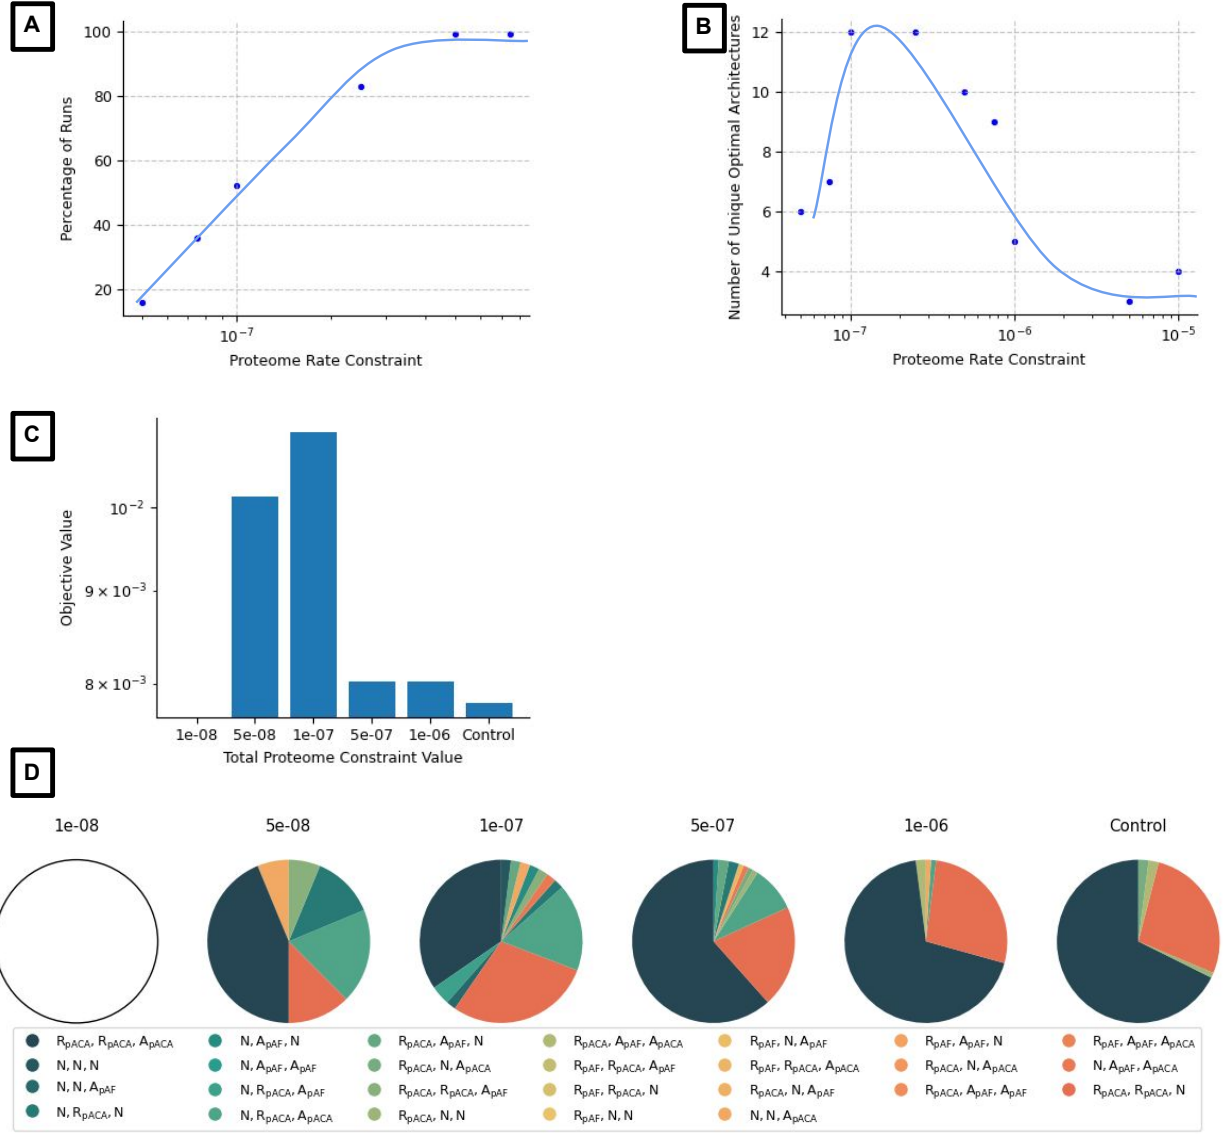 A
100
80
60
40
20
Percentage of Runs
10⁻⁷
Proteome Rate Constraint
B
12
10
8
6
4
Number of Unique Optimal Architectures
10⁻⁷ 10⁻⁶ 10⁻⁵
Proteome Rate Constraint
C
10⁻²
9 × 10⁻³
8 × 10⁻³
Objective Value
1e-08 5e-08 1e-07 5e-07 1e-06 Control
Total Proteome Constraint Value
D
1e-08 5e-08 1e-07 5e-07 1e-06 Control
RpACA, RpACA, ApACA
N, N, N
N, N, ApAF
N, RpACA, N
N, ApAF, N
N, ApAF, ApAF
N, RpACA, ApAF
N, RpACA, ApACA
RpACA, ApAF, N
RpACA, N, ApACA
RpACA, RpACA, ApAF
RpACA, N, N
RpACA, ApAF, ApACA
RpAF, RpACA, ApAF
RpAF, RpACA, N
RpAF, N, N
RpAF, N, ApAF
RpAF, RpACA, ApACA
RpACA, N, ApAF
N, N, ApACA
RpAF, ApAF, N
RpACA, N, ApACA
RpACA, ApAF, ApAF
RpAF, ApAF, ApACA
N, ApAF, ApACA
RpACA, RpACA, N